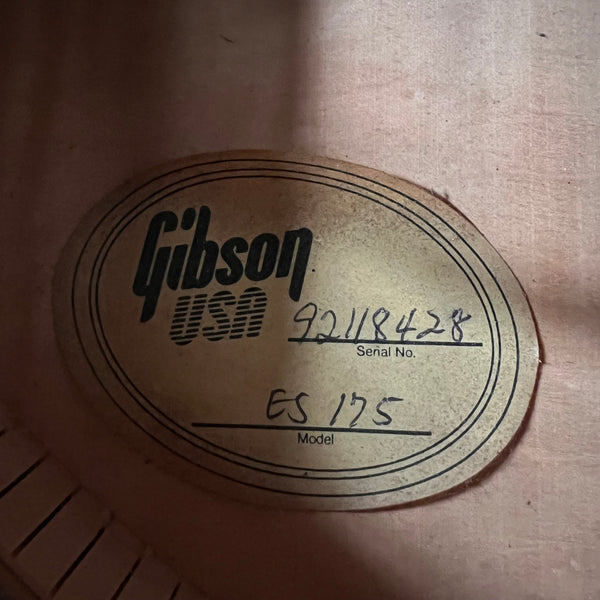 Gibson
USA
92118428
Serial No.
ES 175
Model